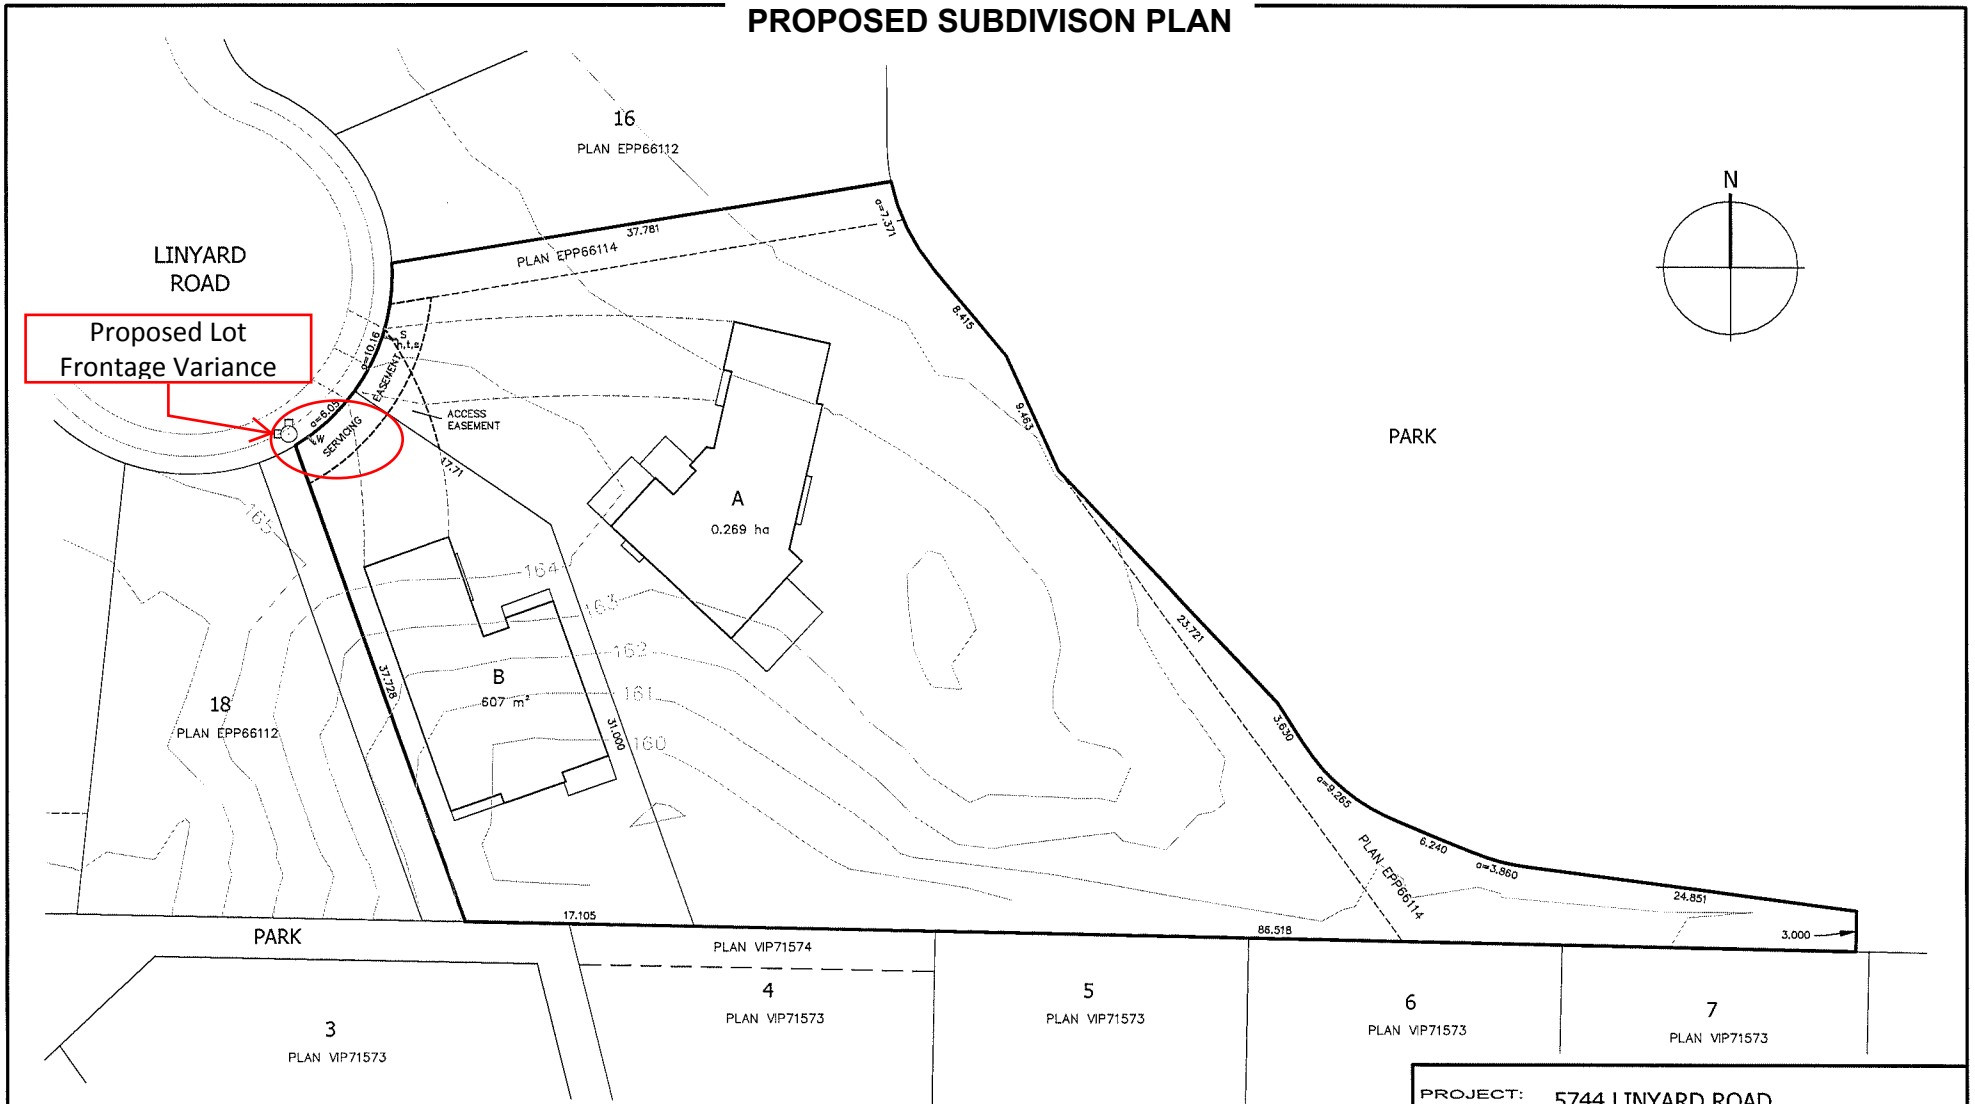 PROPOSED SUBDIVISON PLAN
16
PLAN EPP66112
N
LINYARD
ROAD
37.781
PLAN EPP66114
a=7.371
Proposed Lot
Frontage Variance
8.415
a=10.16
S
h,t,s
EASEMENT
ACCESS
EASEMENT
a=6.05
W
SERVICING
9.463
PARK
17.71
A
0.269 ha
165
164
163
162
161
160
23.721
B
607 m²
37.728
31.000
18
PLAN EPP66112
3.630
a=9.265
6.240
a=3.860
PLAN EPP66114
24.851
3.000
17.105
86.518
PARK
PLAN VIP71574
3
PLAN VIP71573
4
PLAN VIP71573
5
PLAN VIP71573
6
PLAN VIP71573
7
PLAN VIP71573
PROJECT: 5744 LINYARD ROAD